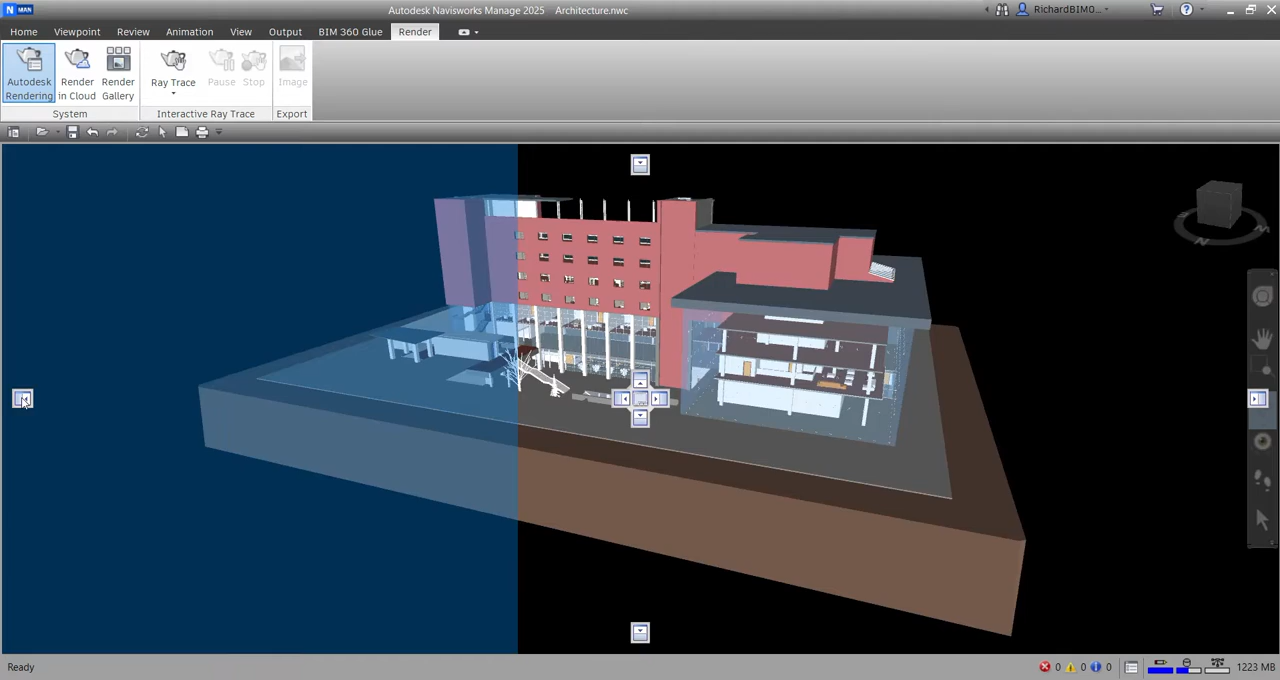 N MAN
Autodesk Navisworks Manage 2025 Architecture.nwc
RichardBIMO...
Home Viewpoint Review Animation View Output BIM 360 Glue Render
Autodesk Rendering
Render in Cloud
Render Gallery
Ray Trace
Pause
Stop
Image
System
Interactive Ray Trace
Export
Ready
0 0 0
1223 MB